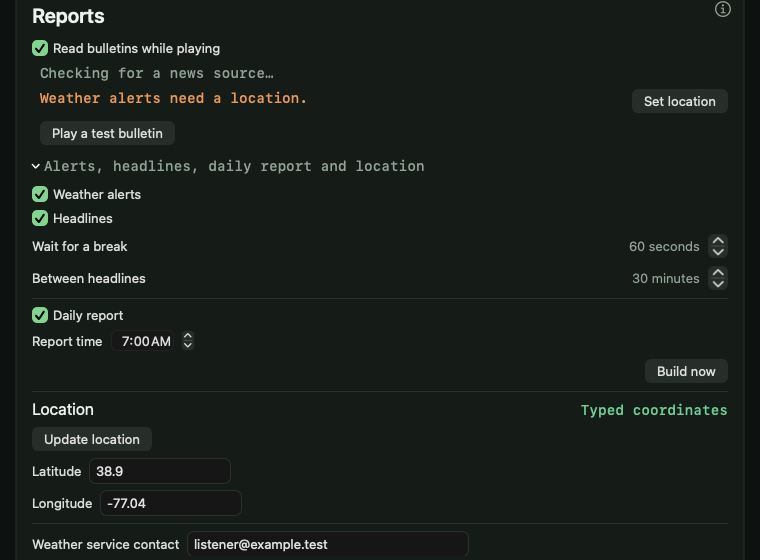 Reports
Read bulletins while playing
Checking for a news source…
Weather alerts need a location.
Set location
Play a test bulletin
Alerts, headlines, daily report and location
Weather alerts
Headlines
Wait for a break 60 seconds
Between headlines 30 minutes
Daily report
Report time 7:00 AM
Build now
Location Typed coordinates
Update location
Latitude 38.9
Longitude -77.04
Weather service contact listener@example.test